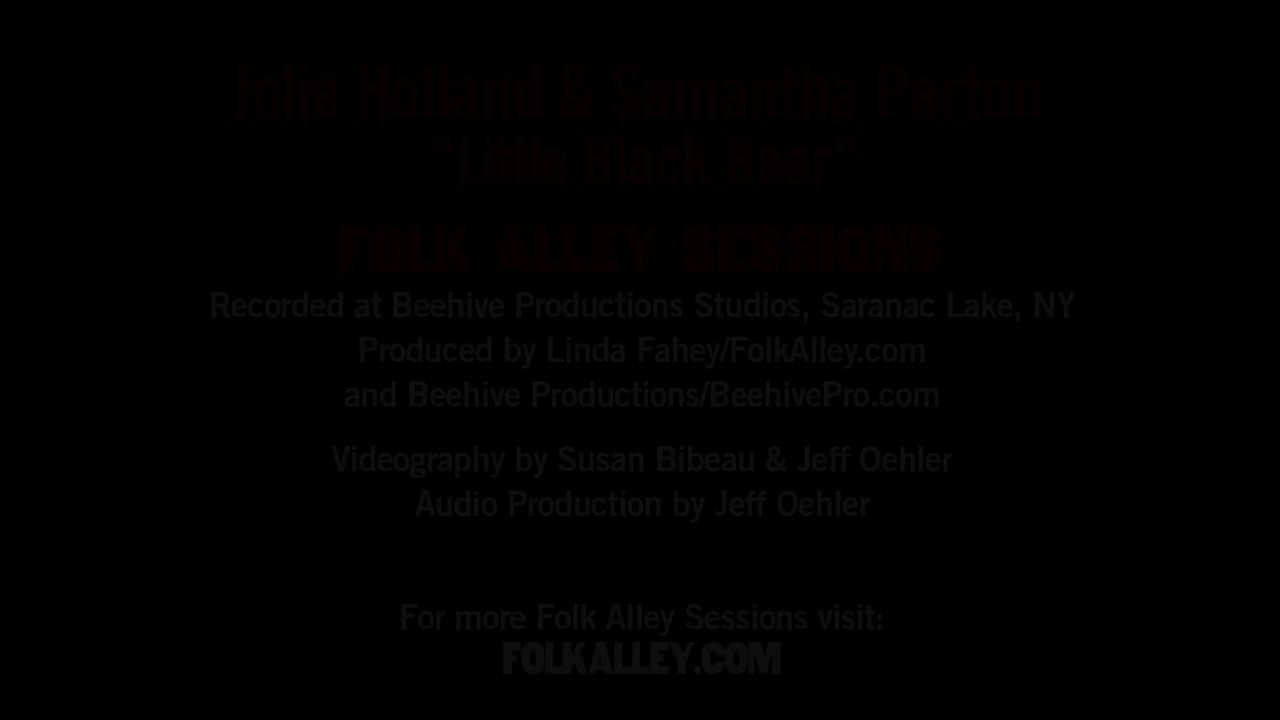 Jolie Holland & Samantha Parton
"Little Black Bear"
FOLK ALLEY SESSIONS
Recorded at Beehive Productions Studios, Saranac Lake, NY
Produced by Linda Fahey/FolkAlley.com
and Beehive Productions/BeehivePro.com
Videography by Susan Bibeau & Jeff Oehler
Audio Production by Jeff Oehler
For more Folk Alley Sessions visit:
FOLKALLEY.COM